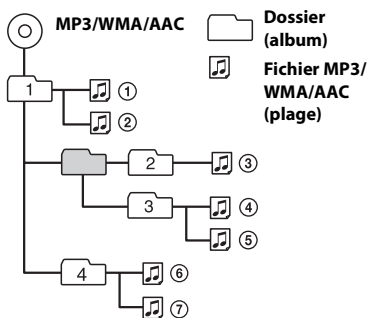 MP3/WMA/AAC
Dossier
(album)
Fichier MP3/
WMA/AAC
(plage)
1
①
②
2
③
3
④
⑤
4
⑥
⑦